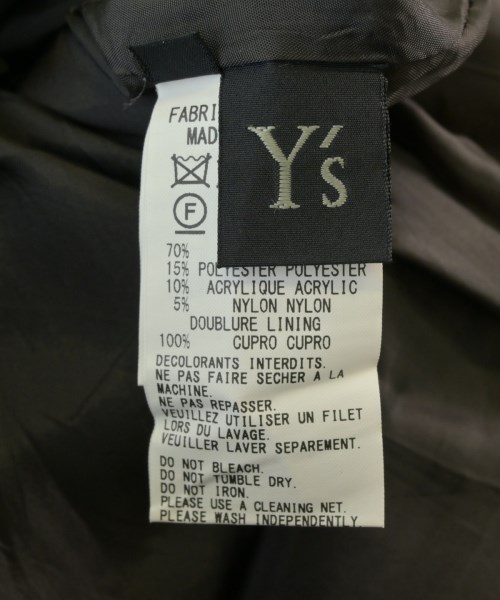 Y's
FABRI
MAD
F
70%
15% POLYESTER POLYESTER
10% ACRYLIQUE ACRYLIC
5% NYLON NYLON
DOUBLURE LINING
100% CUPRO CUPRO
DECOLORANTS INTERDITS.
NE PAS FAIRE SECHER A LA
MACHINE.
NE PAS REPASSER.
VEUILLEZ UTILISER UN FILET
LORS DU LAVAGE.
VEUILLER LAVER SEPAREMENT.
DO NOT BLEACH.
DO NOT TUMBLE DRY.
DO NOT IRON.
PLEASE USE A CLEANING NET.
PLEASE WASH INDEPENDENTLY